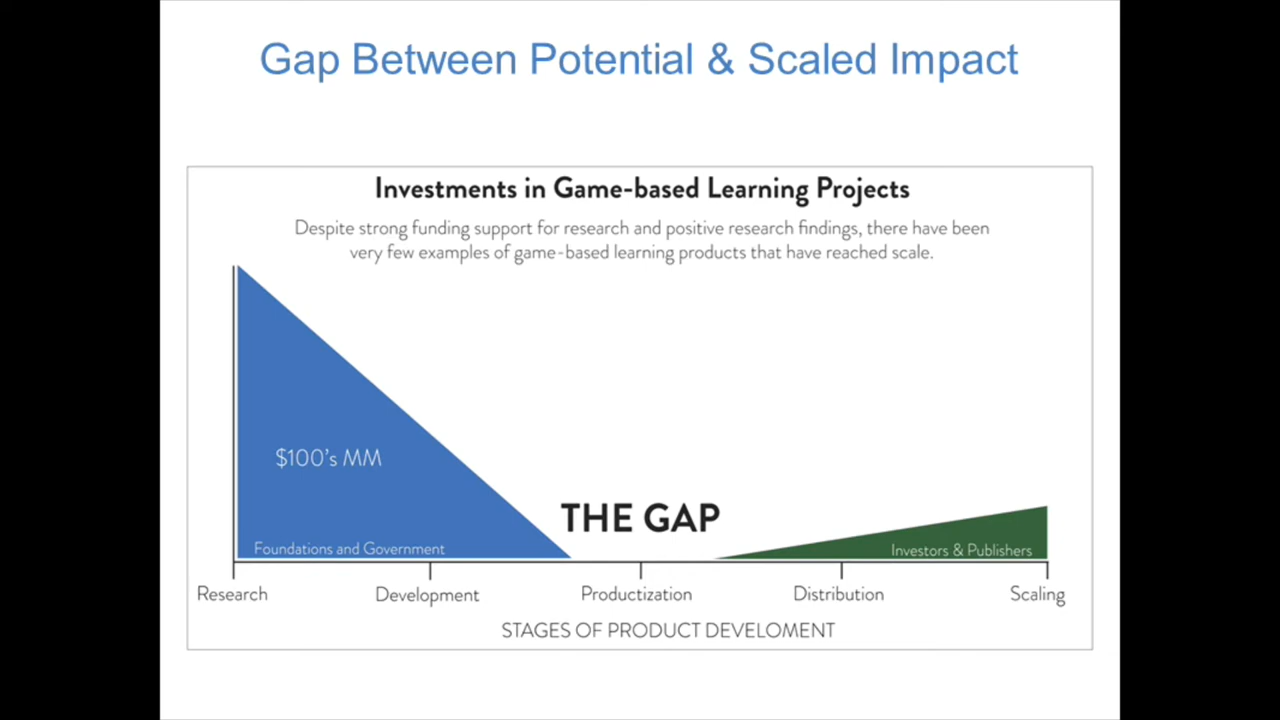 Gap Between Potential & Scaled Impact
Investments in Game-based Learning Projects
Despite strong funding support for research and positive research findings, there have been
very few examples of game-based learning products that have reached scale.
$100's MM
THE GAP
Foundations and Government
Investors & Publishers
Research
Development
Productization
Distribution
Scaling
STAGES OF PRODUCT DEVELOMENT